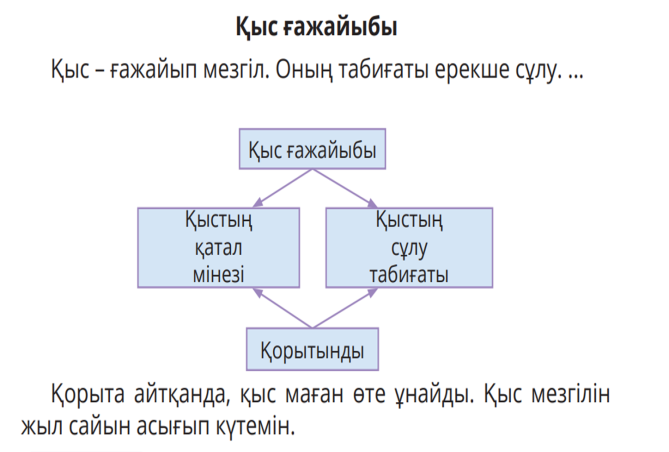 Қыс ғажайыбы
Қыс – ғажайып мезгіл. Оның табиғаты ерекше сұлу. ...
Қыс ғажайыбы
Қыстың
қатал
мінезі
Қыстың
сұлу
табиғаты
Қорытынды
Қорыта айтқанда, қыс маған өте ұнайды. Қыс мезгілін
жыл сайын асығып күтемін.